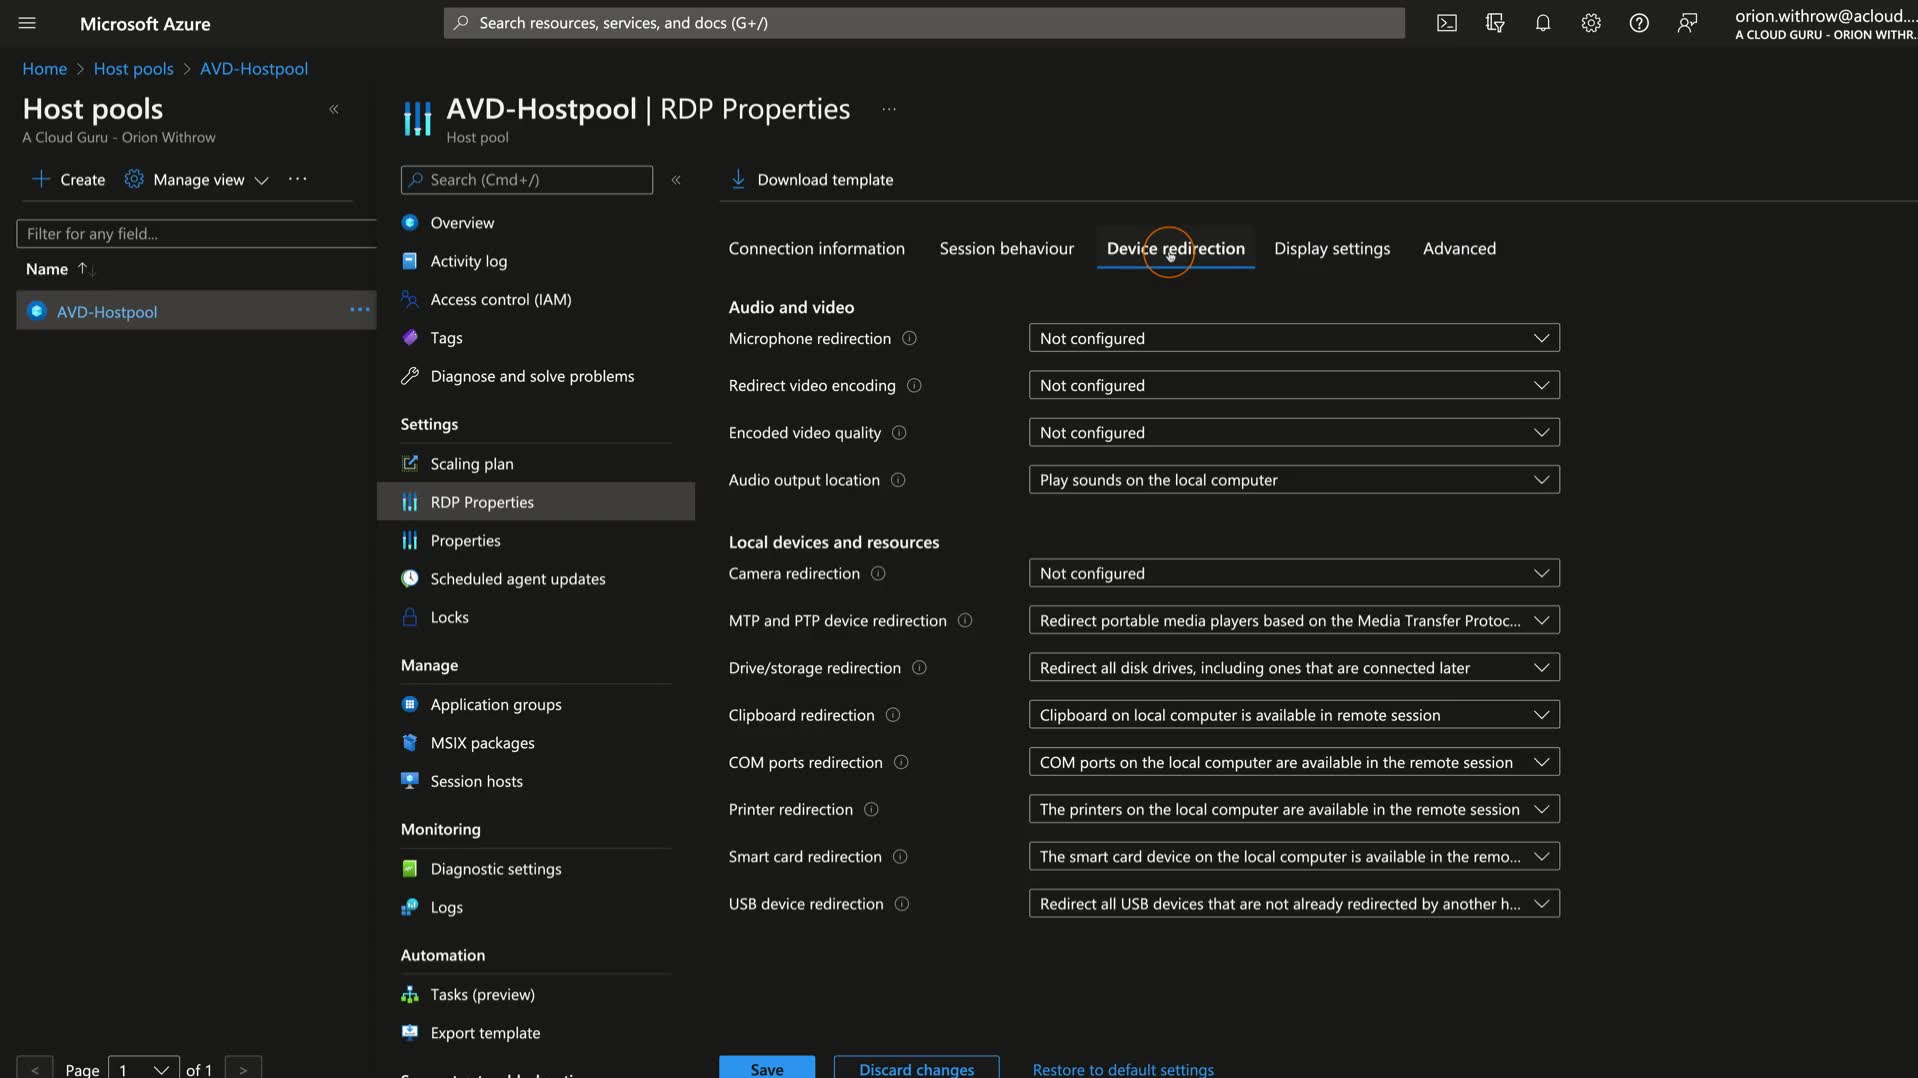 Microsoft Azure
Search resources, services, and docs (G+/)
orion.withrow@acloud....
A CLOUD GURU - ORION WITHR...
Home > Host pools > AVD-Hostpool
Host pools
A Cloud Guru - Orion Withrow
Create
Manage view
Filter for any field...
Name
AVD-Hostpool
Page 1 of 1
AVD-Hostpool | RDP Properties
Host pool
Search (Cmd+/)
Overview
Activity log
Access control (IAM)
Tags
Diagnose and solve problems
Settings
Scaling plan
RDP Properties
Properties
Scheduled agent updates
Locks
Manage
Application groups
MSIX packages
Session hosts
Monitoring
Diagnostic settings
Logs
Automation
Tasks (preview)
Export template
Download template
Connection information
Session behaviour
Device redirection
Display settings
Advanced
Audio and video
Microphone redirection
Not configured
Redirect video encoding
Not configured
Encoded video quality
Not configured
Audio output location
Play sounds on the local computer
Local devices and resources
Camera redirection
Not configured
MTP and PTP device redirection
Redirect portable media players based on the Media Transfer Protoc...
Drive/storage redirection
Redirect all disk drives, including ones that are connected later
Clipboard redirection
Clipboard on local computer is available in remote session
COM ports redirection
COM ports on the local computer are available in the remote session
Printer redirection
The printers on the local computer are available in the remote session
Smart card redirection
The smart card device on the local computer is available in the remo...
USB device redirection
Redirect all USB devices that are not already redirected by another h...
Save
Discard changes
Restore to default settings